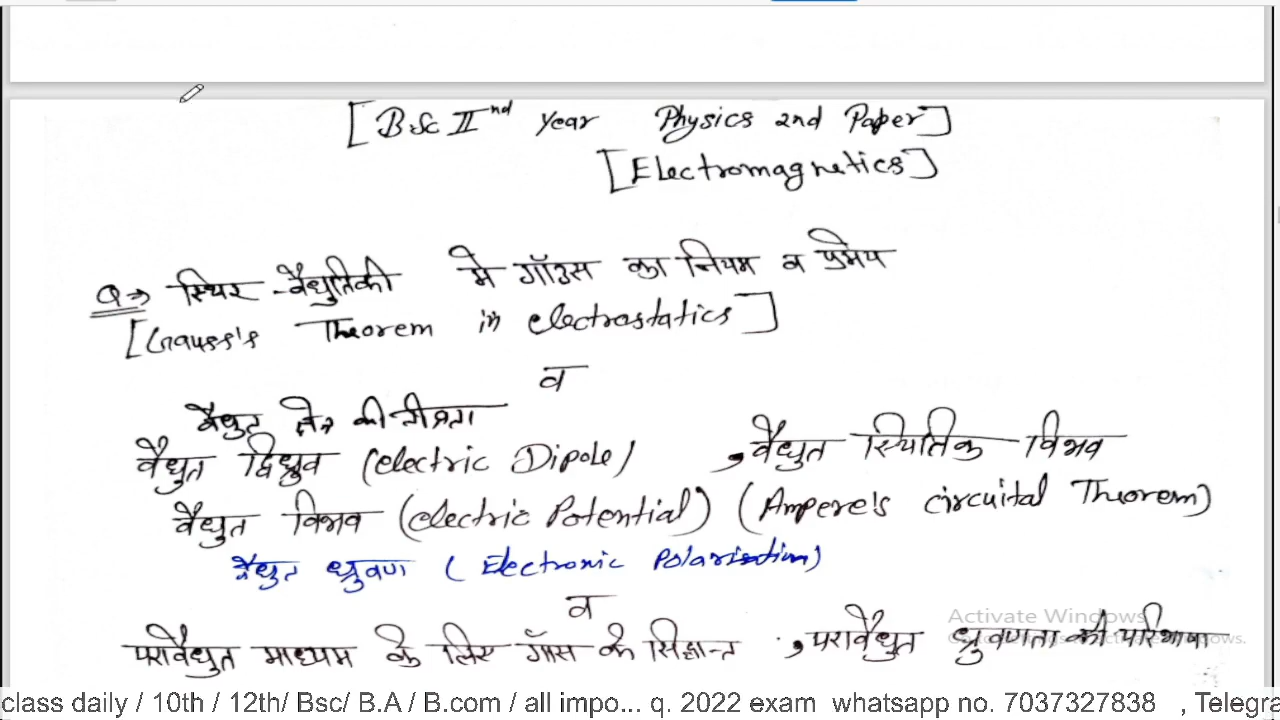 [BSc IInd Year Physics 2nd Paper]
[Electromagnetics]
Q⇒ स्थिर-वैधुतिकी मे गॉउस का नियम व प्रमेय
[Gauss's Theorem in electrostatics]
व
वैधुत क्षेत्र की तीव्रता
वैधुत द्विध्रुव (electric Dipole) , वैधुत स्थितिक विभव
वैधुत विभव (electric Potential) (Ampere's circuital Theorem)
वैधुत ध्रुवण (Electronic Polarisation)
व
परावैधुत माध्यम के लिए गॉस के सिद्धान्त , परावैधुत ध्रुवणता की परिभाषा
Activate Windows
class daily / 10th / 12th/ Bsc/ B.A / B.com / all impo... q. 2022 exam whatsapp no. 7037327838 , Telegra